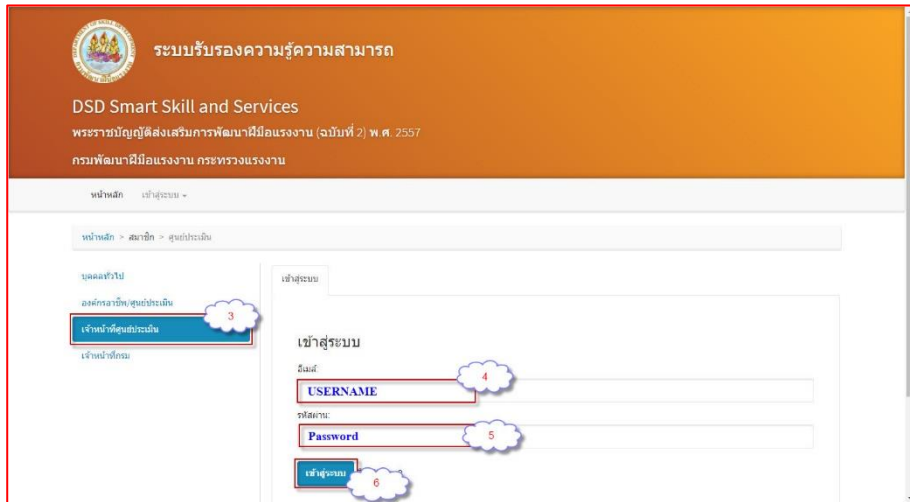 ระบบรับรองความรู้ความสามารถ
DSD Smart Skill and Services
พระราชบัญญัติส่งเสริมการพัฒนาฝีมือแรงงาน (ฉบับที่ 2) พ.ศ. 2557
กรมพัฒนาฝีมือแรงงาน กระทรวงแรงงาน
หน้าหลัก เข้าสู่ระบบ
หน้าหลัก > สมาชิก > ศูนย์ประเมิน
บุคคลทั่วไป
องค์กรอาชีพ/ศูนย์ประเมิน
3
เจ้าหน้าที่ศูนย์ประเมิน
เจ้าหน้าที่กรม
เข้าสู่ระบบ
เข้าสู่ระบบ
อีเมล์:
4
USERNAME
รหัสผ่าน:
Password
5
เข้าสู่ระบบ
6